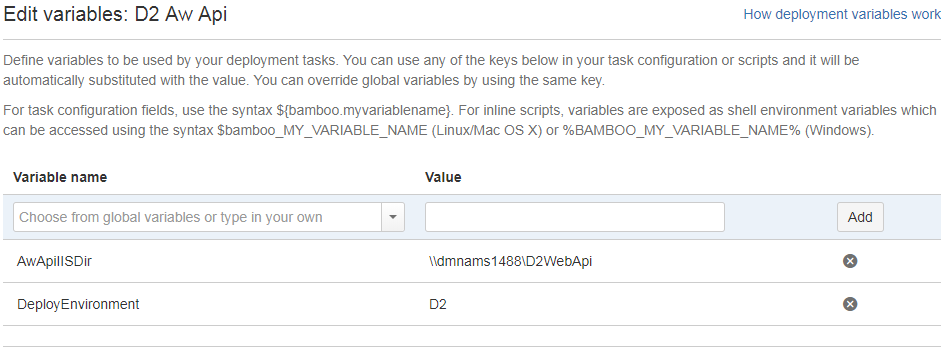 Edit variables: D2 Aw Api
How deployment variables work
Define variables to be used by your deployment tasks. You can use any of the keys below in your task configuration or scripts and it will be
automatically substituted with the value. You can override global variables by using the same key.
For task configuration fields, use the syntax ${bamboo.myvariablename}. For inline scripts, variables are exposed as shell environment variables which
can be accessed using the syntax $bamboo_MY_VARIABLE_NAME (Linux/Mac OS X) or %BAMBOO_MY_VARIABLE_NAME% (Windows).
Variable name Value
Choose from global variables or type in your own Add
AwApiIISDir \\dmnams1488\D2WebApi
DeployEnvironment D2